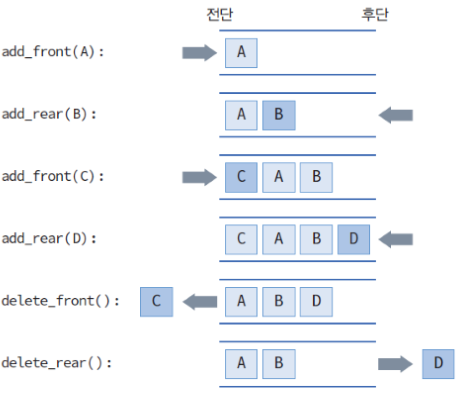 전단 후단
add_front(A): A
add_rear(B): A B
add_front(C): C A B
add_rear(D): C A B D
delete_front(): C A B D
delete_rear(): A B D